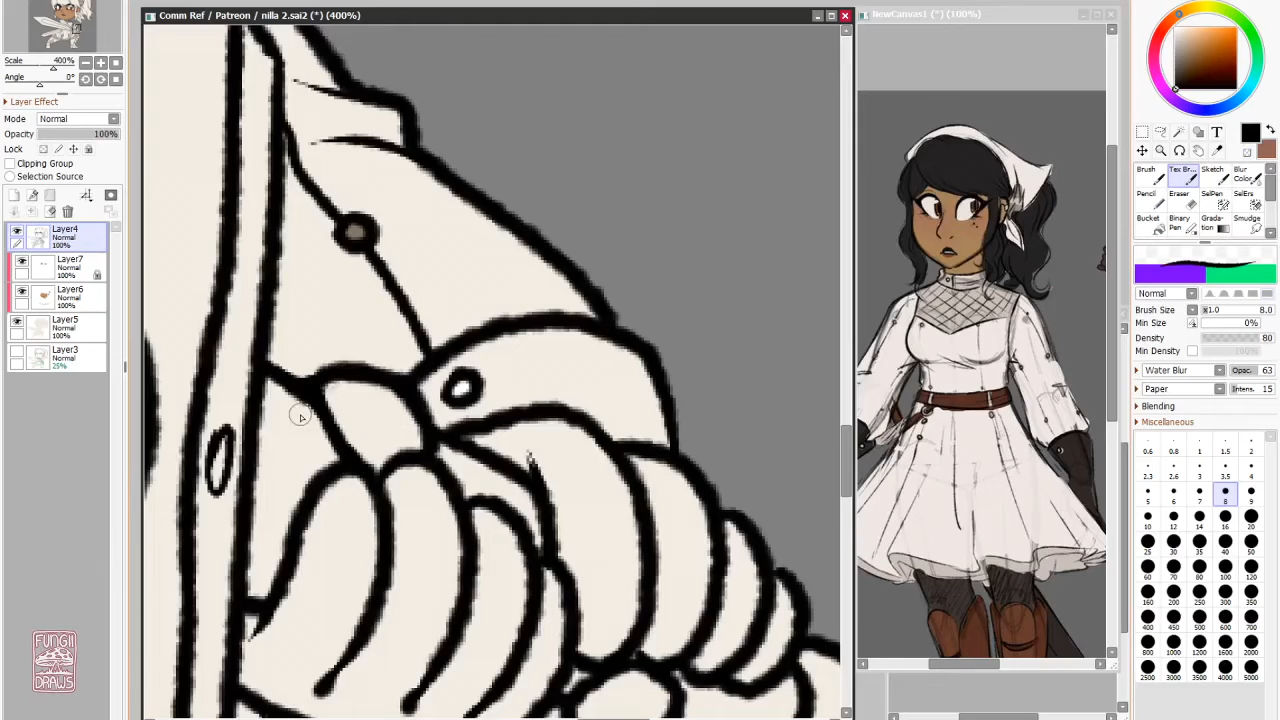 Comm Ref / Patreon / nilla 2.sai2 (*) (400%)
NewCanvas1 (*) (100%)
Scale 400%
Angle 0°
Layer Effect
Mode Normal
Opacity 100%
Lock
Clipping Group
Selection Source
Layer4
Normal
100%
Layer7
Normal
100%
Layer6
Normal
100%
Layer5
Normal
100%
Layer3
Normal
25%
FUNGII
DRAWS
T
Brush Tex Br... Sketch Blur
Color...
Pencil Eraser SelPen SelErs
Bucket Binary Grada- Smudge
Pen tion
Normal
Brush Size x1.0 8.0
Min Size 0%
Density 80
Min Density 100%
Water Blur Opac. 63
Paper Intens. 15
Blending
Miscellaneous
0.6 0.8 1 1.5 2
2.3 2.6 3 3.5 4
5 6 7 8 9
10 12 14 16 20
25 30 35 40 50
60 70 80 100 120
160 200 250 300 350
400 450 500 600 700
800 1000 1200 1600 2000
2500 3000 3500 4000 5000